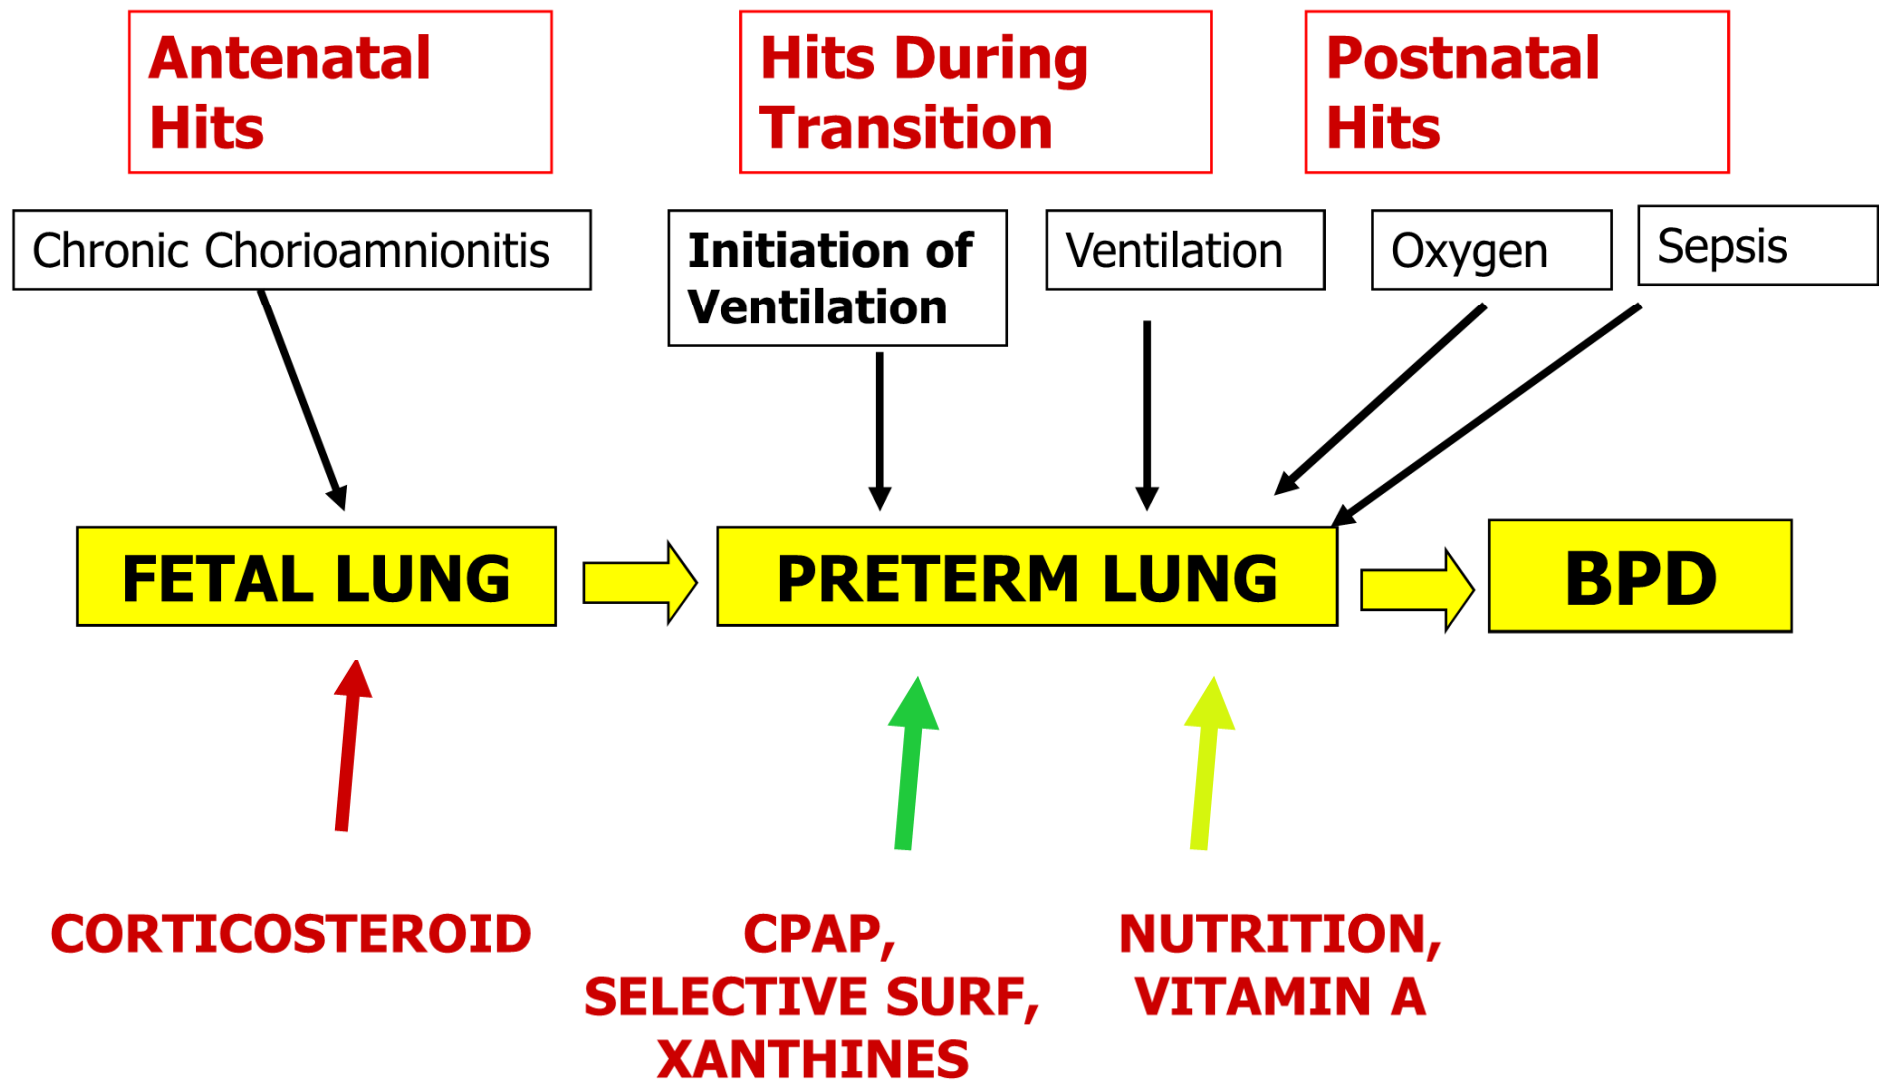 Antenatal
Hits
Hits During
Transition
Postnatal
Hits
Chronic Chorioamnionitis
Initiation of
Ventilation
Ventilation
Oxygen
Sepsis
FETAL LUNG
PRETERM LUNG
BPD
CORTICOSTEROID
CPAP,
SELECTIVE SURF,
XANTHINES
NUTRITION,
VITAMIN A